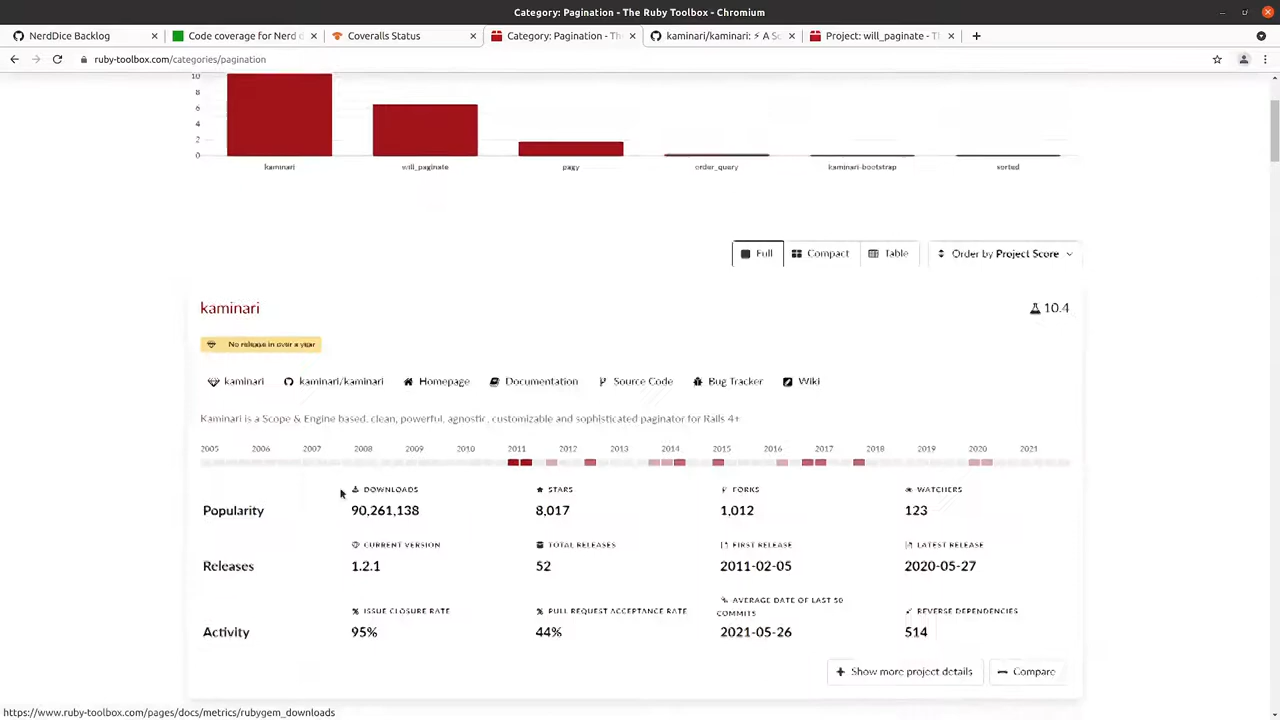 Category: Pagination - The Ruby Toolbox - Chromium
NerdDice Backlog
Code coverage for Nerd d
Coveralls Status
Category: Pagination - Th
kaminari/kaminari: ⚡ A Sc
Project: will_paginate - T
ruby-toolbox.com/categories/pagination
10
8
6
4
2
0
kaminari will_paginate pagy order_query kaminari-bootstrap sorted
Full Compact Table Order by Project Score
kaminari 10.4
No release in over a year
kaminari kaminari/kaminari Homepage Documentation Source Code Bug Tracker Wiki
Kaminari is a Scope & Engine based, clean, powerful, agnostic, customizable and sophisticated paginator for Rails 4+
2005 2006 2007 2008 2009 2010 2011 2012 2013 2014 2015 2016 2017 2018 2019 2020 2021
DOWNLOADS STARS FORKS WATCHERS
Popularity 90,261,138 8,017 1,012 123
CURRENT VERSION TOTAL RELEASES FIRST RELEASE LATEST RELEASE
Releases 1.2.1 52 2011-02-05 2020-05-27
ISSUE CLOSURE RATE PULL REQUEST ACCEPTANCE RATE AVERAGE DATE OF LAST 50 COMMITS REVERSE DEPENDENCIES
Activity 95% 44% 2021-05-26 514
Show more project details Compare
https://www.ruby-toolbox.com/pages/docs/metrics/rubygem_downloads